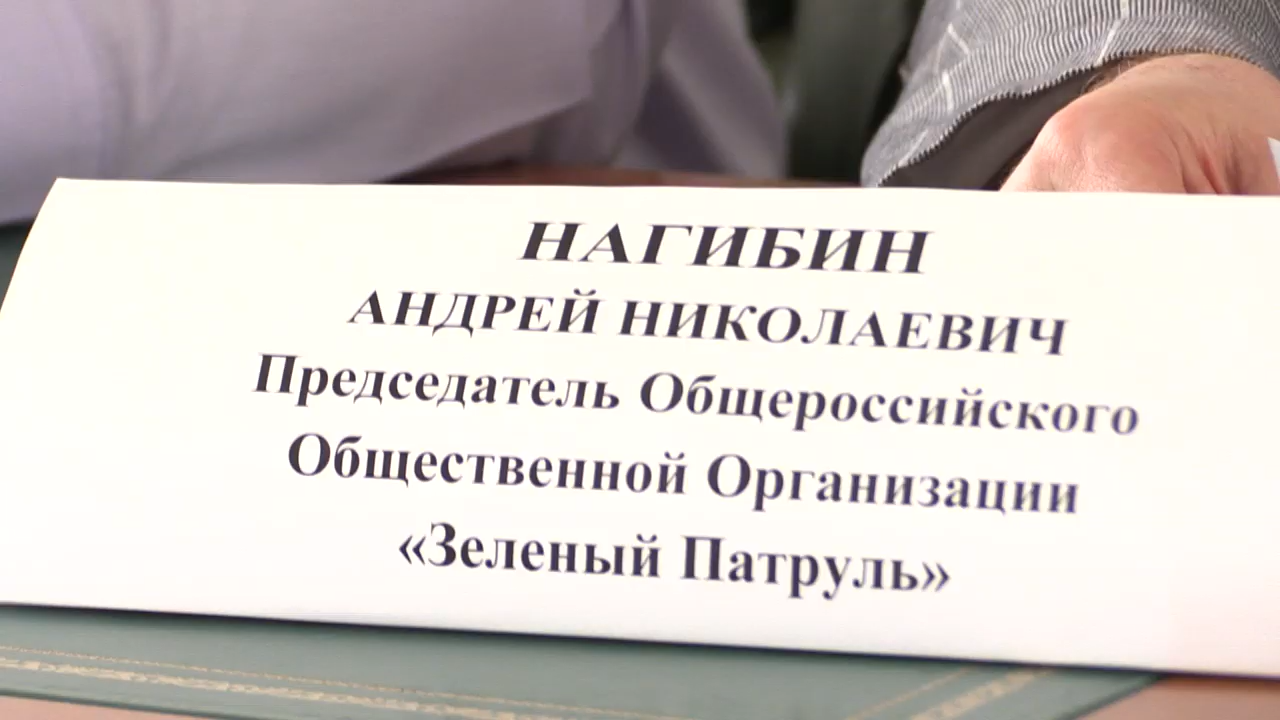 НАГИБИН
АНДРЕЙ НИКОЛАЕВИЧ
Председатель Общероссийского
Общественной Организации
«Зеленый Патруль»